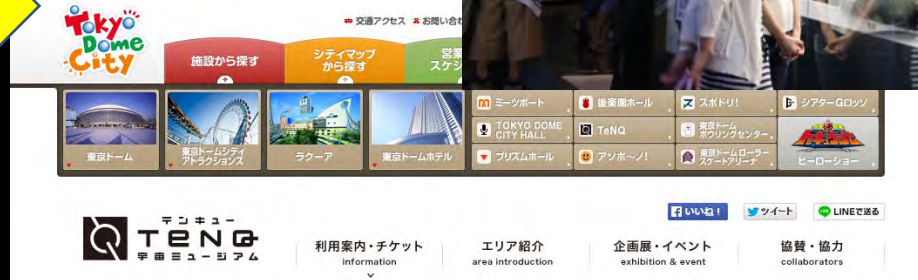 Tokyo
Dome
City
交通アクセス
お問い合
施設から探す
シティマップ
から探す
営業
スケジ
東京ドーム
東京ドームシティ
アトラクションズ
ラクーア
東京ドームホテル
ミーツポート
後楽園ホール
スポドリ!
シアターGロッソ
TOKYO DOME
CITY HALL
TeNQ
東京ドーム
ボウリングセンター
プリズムホール
アソボ〜ノ!
東京ドームローラー
スケートアリーナ
ヒーローショー
いいね!
ツイート
LINEで送る
テンキュー
TeNQ
宇宙ミュージアム
利用案内・チケット
information
エリア紹介
area introduction
企画展・イベント
exhibition & event
協賛・協力
collaborators